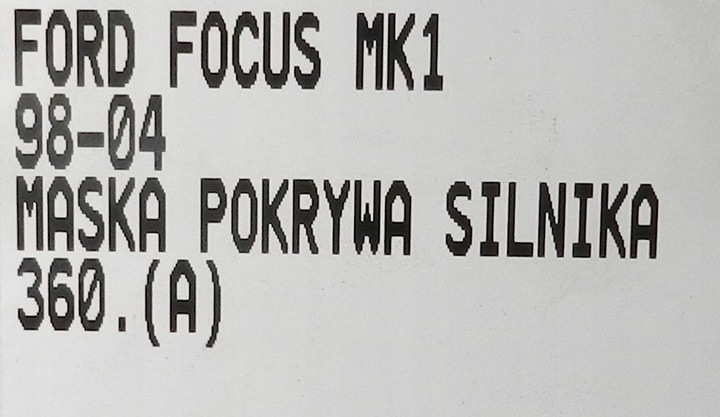 FORD FOCUS MK1
98-04
MASKA POKRYWA SILNIKA
360.(A)